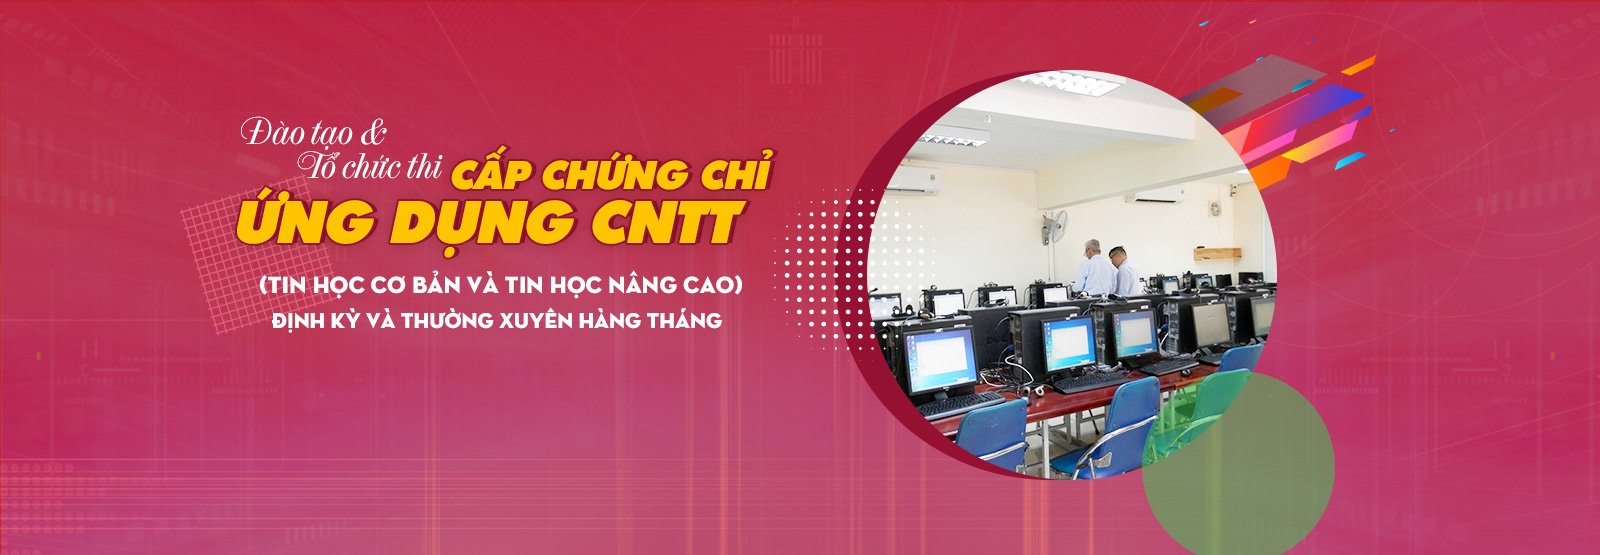 Đào tạo &
Tổ chức thi CẤP CHỨNG CHỈ
ỨNG DỤNG CNTT
(TIN HỌC CƠ BẢN VÀ TIN HỌC NÂNG CAO)
ĐỊNH KỲ VÀ THƯỜNG XUYÊN HÀNG THÁNG